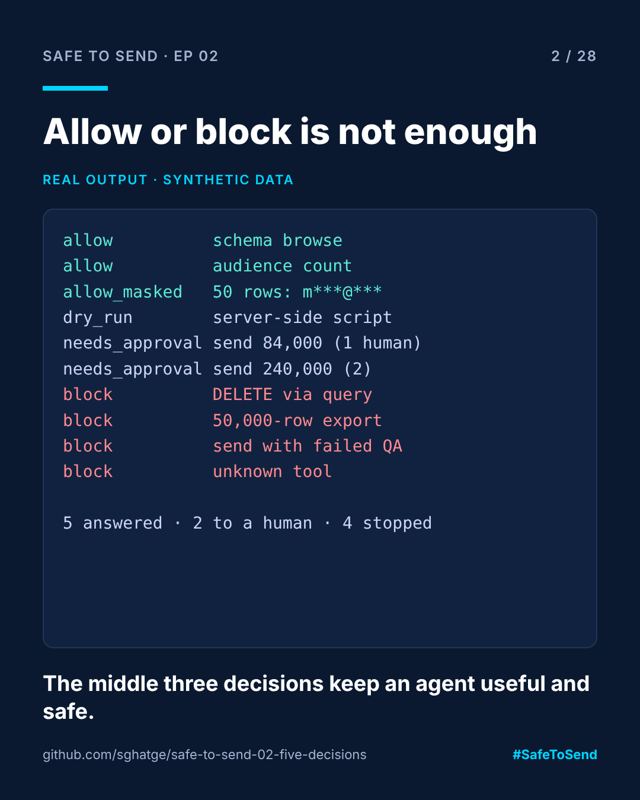 SAFE TO SEND · EP 02
2 / 28
Allow or block is not enough
REAL OUTPUT · SYNTHETIC DATA
allow schema browse
allow audience count
allow_masked 50 rows: m***@***
dry_run server-side script
needs_approval send 84,000 (1 human)
needs_approval send 240,000 (2)
block DELETE via query
block 50,000-row export
block send with failed QA
block unknown tool
5 answered · 2 to a human · 4 stopped
The middle three decisions keep an agent useful and
safe.
github.com/sghatge/safe-to-send-02-five-decisions
#SafeToSend